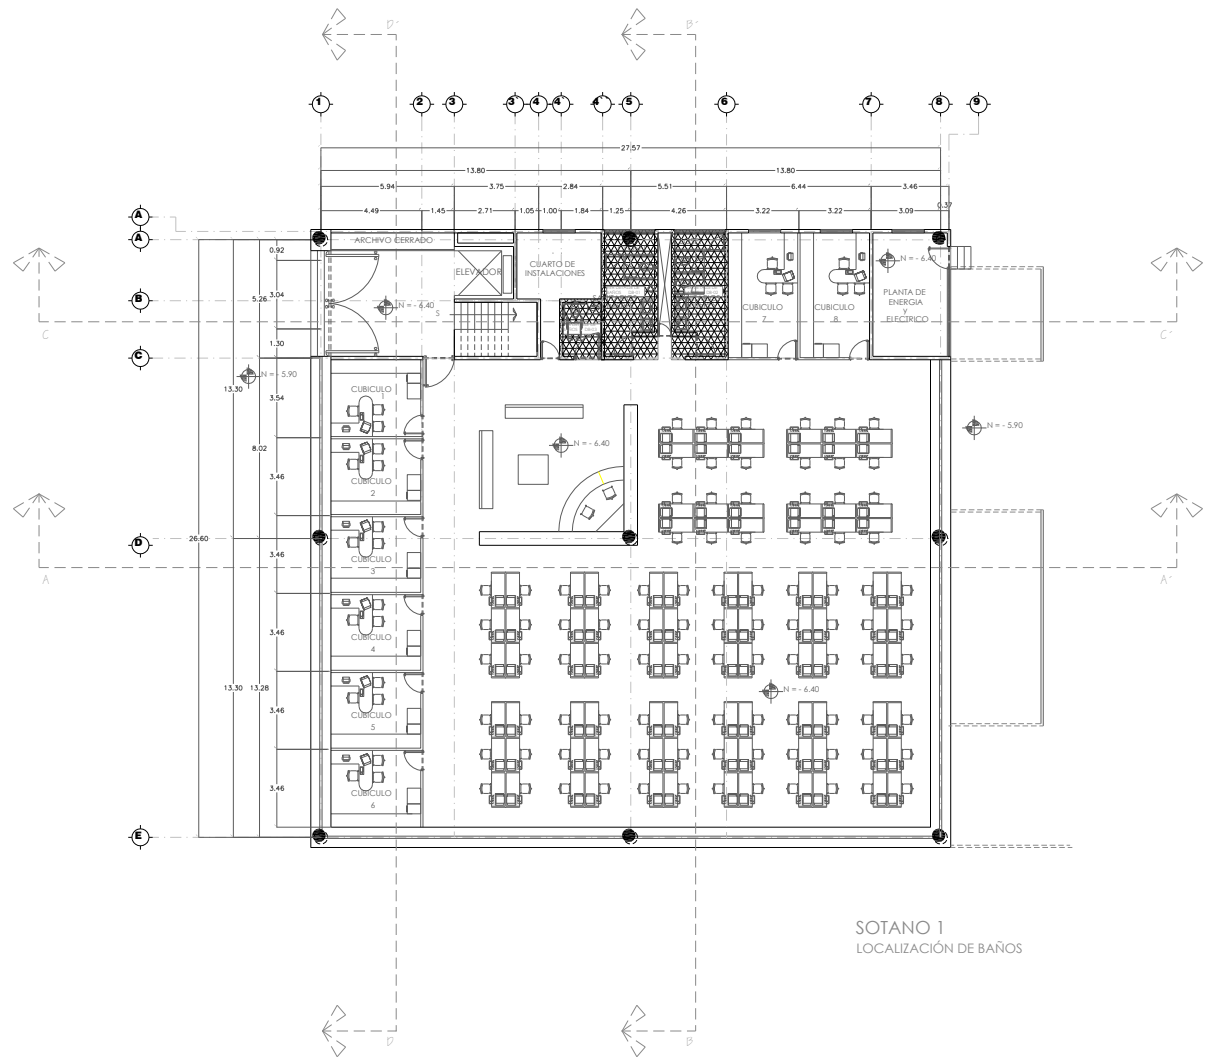 D´ B´
1 2 3 3´ 4 4´ 4´´ 5 6 7 8 9
27.57
13.80 13.80
5.94 3.75 2.84 5.51 6.44 3.46
4.49 1.45 2.71 1.05 1.00 1.84 1.25 4.26 3.22 3.22 3.09 0.37
A
A
ARCHIVO CERRADO
0.92
N = - 6.40
CUARTO DE
INSTALACIONES
ELEVADOR
PLANTA DE
ENERGIA
y
ELECTRICO
B
5.26 3.04
N = - 6.40
CUBICULO
7
CUBICULO
8
S
C C´
1.30
C
N = - 5.90
13.30
CUBICULO
1
3.54
N = - 5.90
N = - 6.40
8.02
3.46
CUBICULO
2
D
26.60
3.46
CUBICULO
3
A A´
3.46
CUBICULO
4
13.30 13.28
N = - 6.40
3.46
CUBICULO
5
3.46
CUBICULO
6
E
SOTANO 1
LOCALIZACIÓN DE BAÑOS
D´ B´